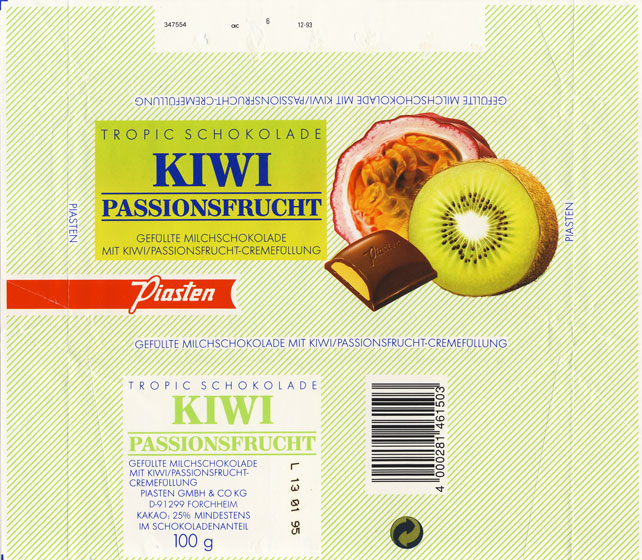 347554 6 12-93
GEFÜLLTE MILCHSCHOKOLADE MIT KIWI/PASSIONSFRUCHT-CREMEFÜLLUNG
TROPIC SCHOKOLADE
KIWI
PASSIONSFRUCHT
GEFÜLLTE MILCHSCHOKOLADE
MIT KIWI/PASSIONSFRUCHT-CREMEFÜLLUNG
Piasten
PIASTEN
PIASTEN
Piasten
GEFÜLLTE MILCHSCHOKOLADE MIT KIWI/PASSIONSFRUCHT-CREMEFÜLLUNG
TROPIC SCHOKOLADE
KIWI
PASSIONSFRUCHT
GEFÜLLTE MILCHSCHOKOLADE
MIT KIWI/PASSIONSFRUCHT-
CREMEFÜLLUNG
PIASTEN GMBH & CO KG
D-91299 FORCHHEIM
KAKAO: 25% MINDESTENS
IM SCHOKOLADENANTEIL
100 g
L 13 01 95
4 000281 461503